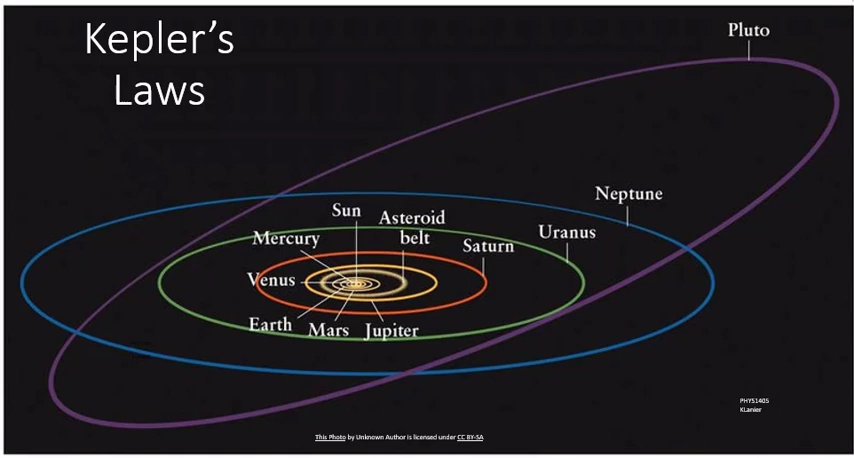 Kepler's
Laws
Pluto
Neptune
Sun
Asteroid
belt
Mercury
Saturn
Uranus
Venus
Earth
Mars
Jupiter
PHYS1405
KLanier
This Photo by Unknown Author is licensed under CC BY-SA